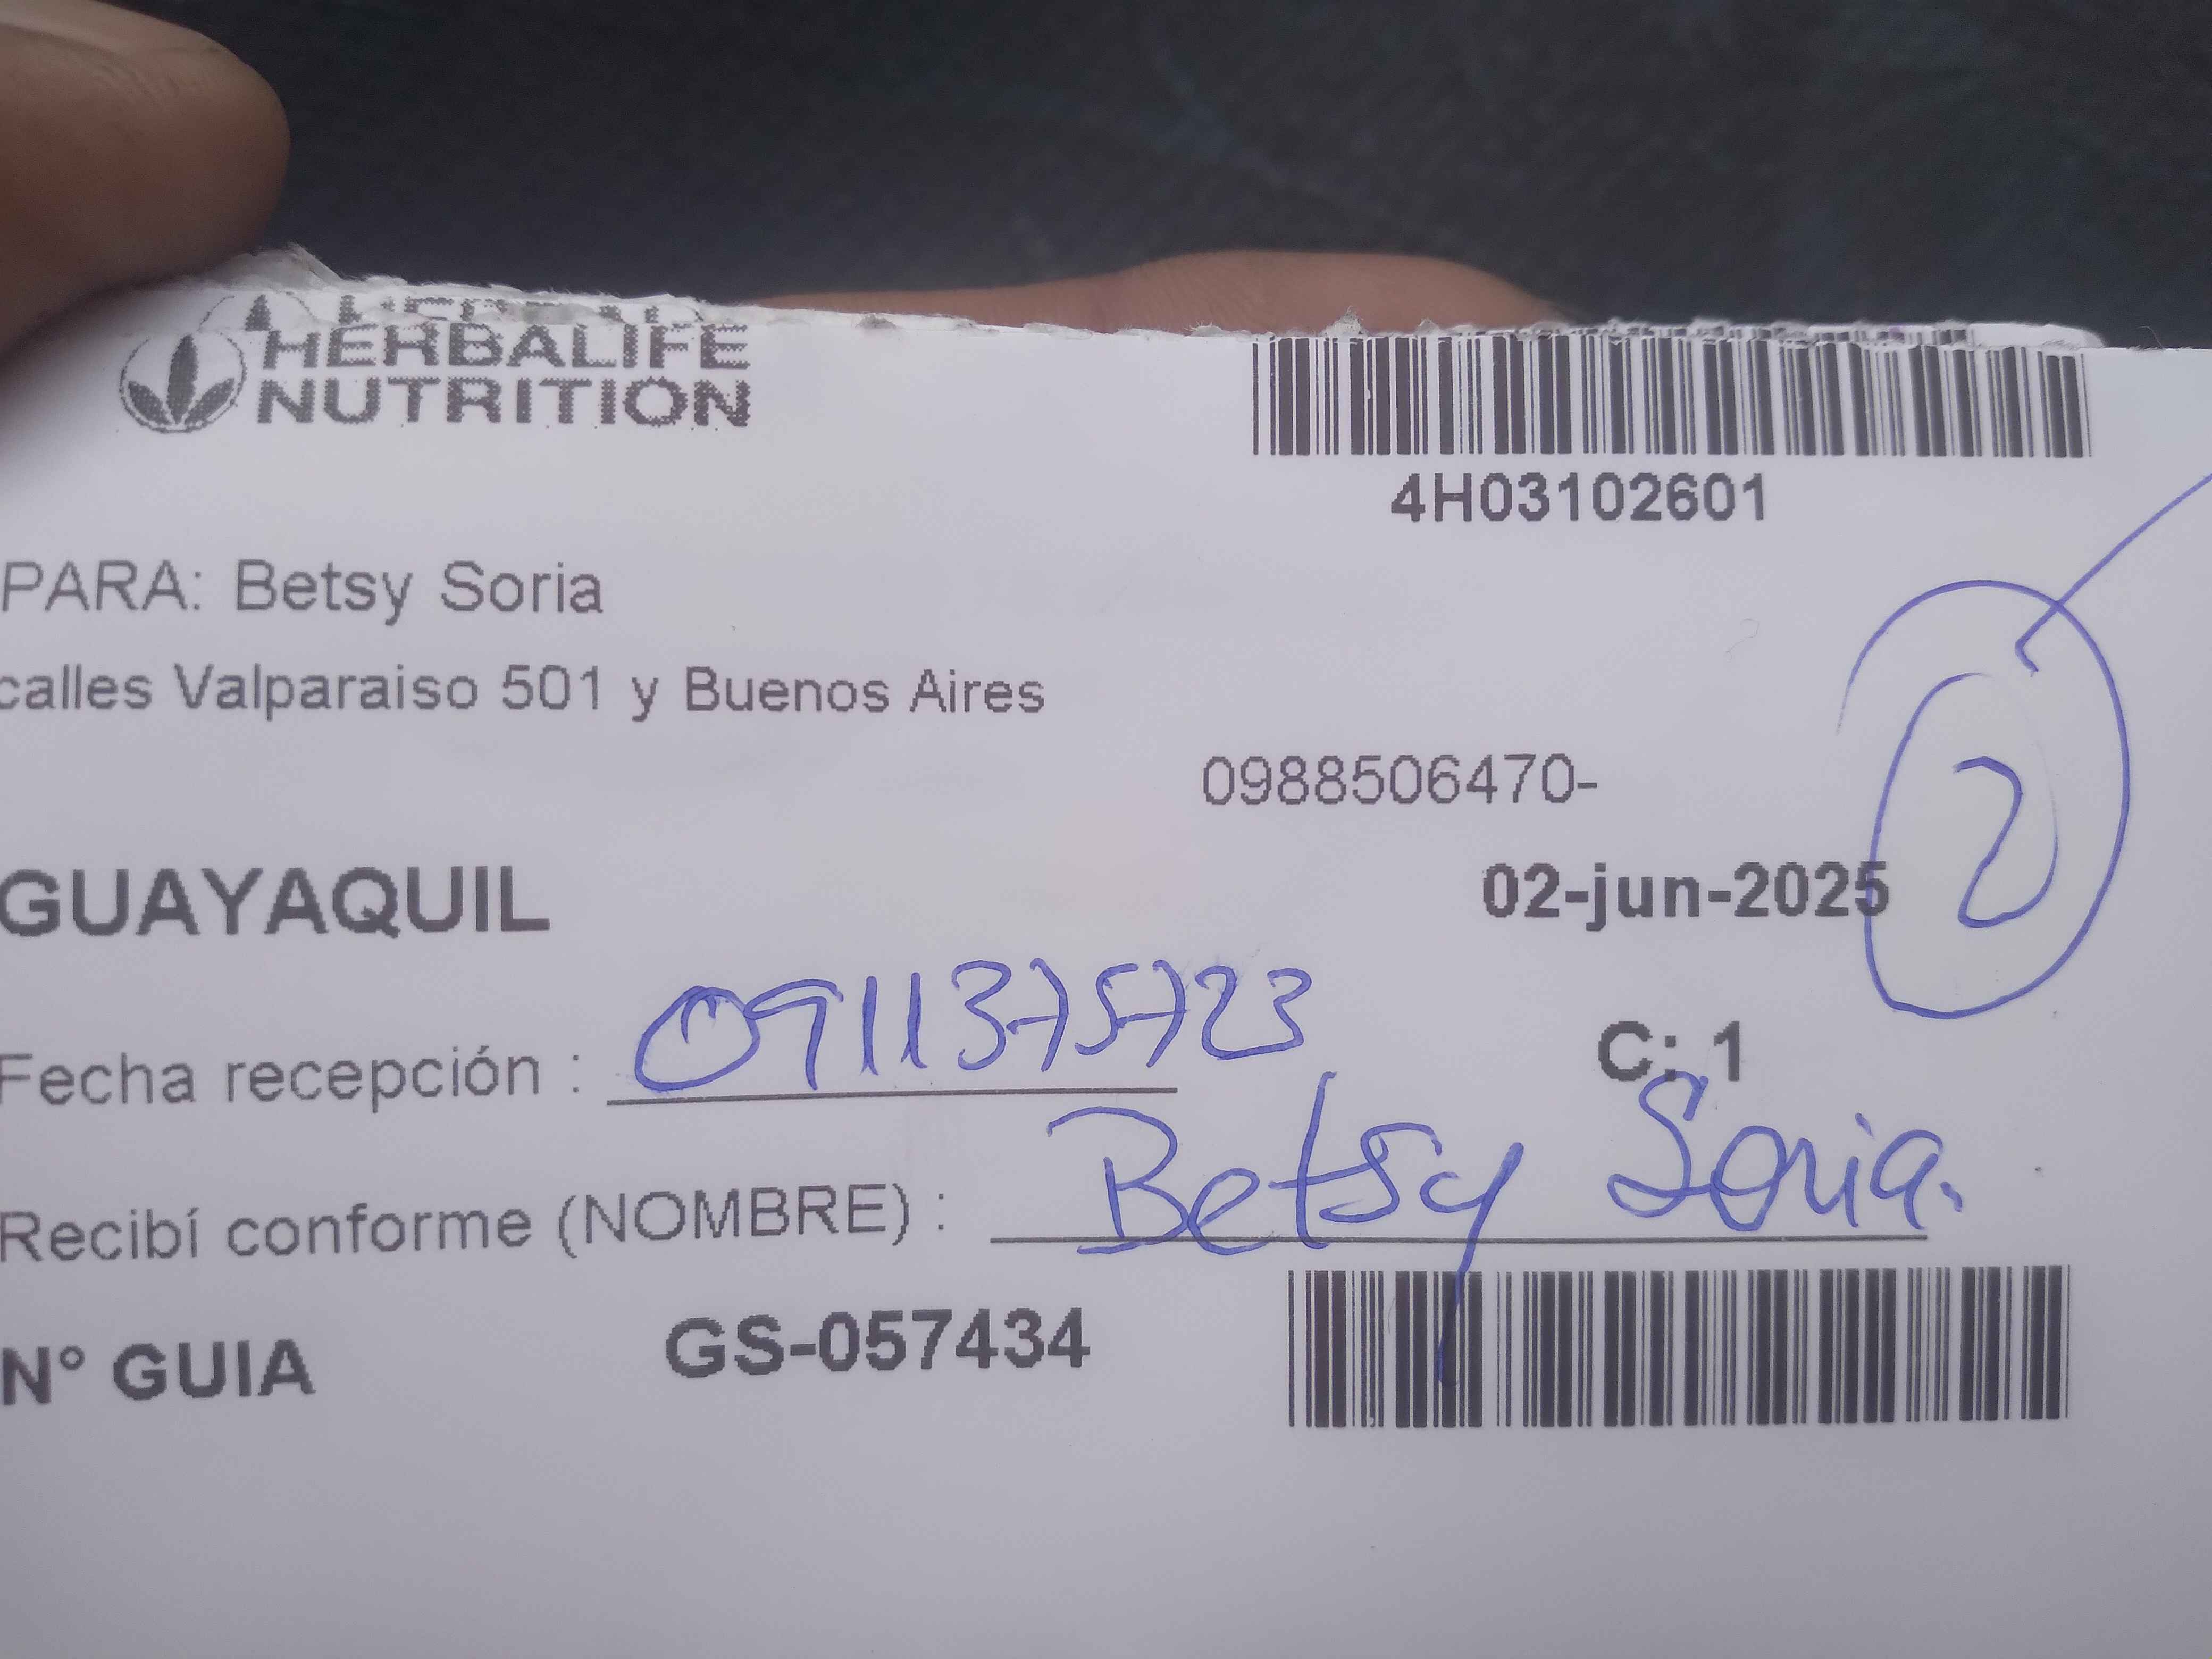 HERBALIFE
NUTRITION
4H03102601
PARA: Betsy Soria
calles Valparaiso 501 y Buenos Aires
0988506470-
GUAYAQUIL
02-jun-2025
2
Fecha recepción : 0911375723
C: 1
Recibí conforme (NOMBRE) : Betsy Soria.
N° GUIA GS-057434